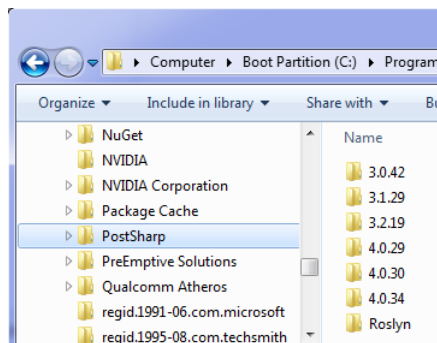 Computer Boot Partition (C:) Program
Organize Include in library Share with
NuGet
NVIDIA
NVIDIA Corporation
Package Cache
PostSharp
PreEmptive Solutions
Qualcomm Atheros
regid.1991-06.com.microsoft
regid.1995-08.com.techsmith
Name
3.0.42
3.1.29
3.2.19
4.0.29
4.0.30
4.0.34
Roslyn